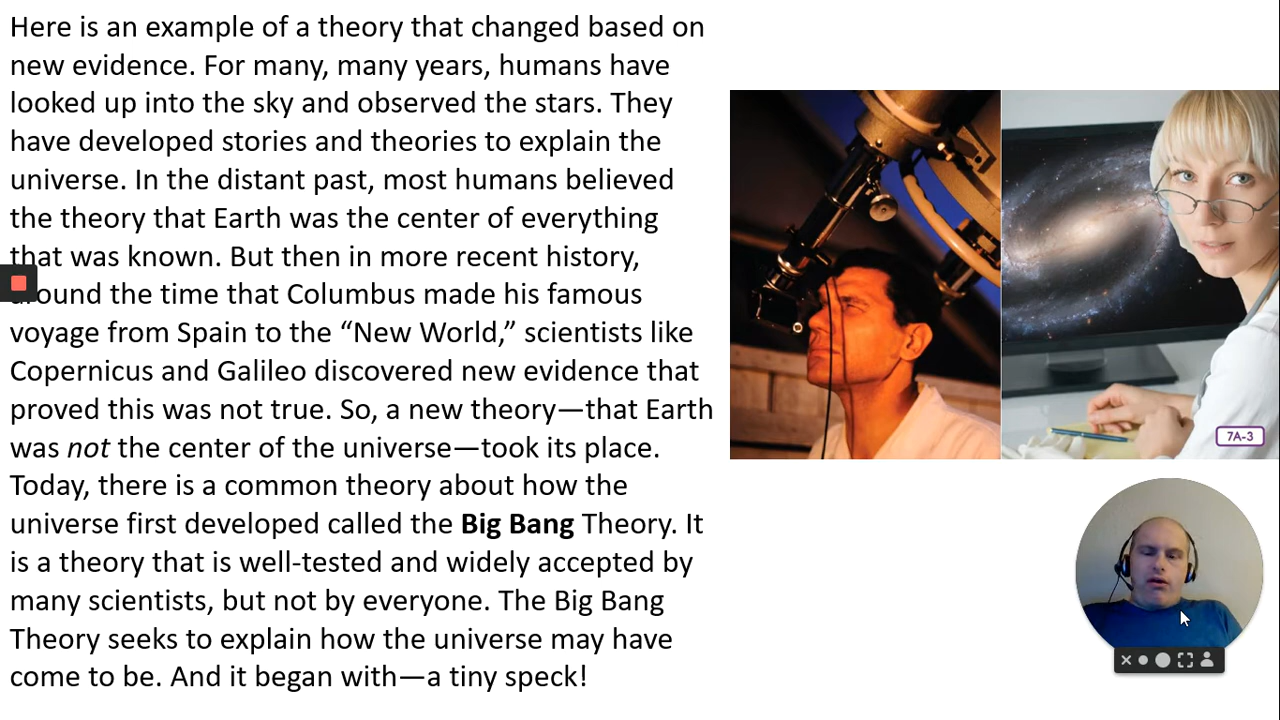 Here is an example of a theory that changed based on
new evidence. For many, many years, humans have
looked up into the sky and observed the stars. They
have developed stories and theories to explain the
universe. In the distant past, most humans believed
the theory that Earth was the center of everything
that was known. But then in more recent history,
around the time that Columbus made his famous
voyage from Spain to the “New World,” scientists like
Copernicus and Galileo discovered new evidence that
proved this was not true. So, a new theory—that Earth
was not the center of the universe—took its place.
Today, there is a common theory about how the
universe first developed called the Big Bang Theory. It
is a theory that is well-tested and widely accepted by
many scientists, but not by everyone. The Big Bang
Theory seeks to explain how the universe may have
come to be. And it began with—a tiny speck!
7A-3